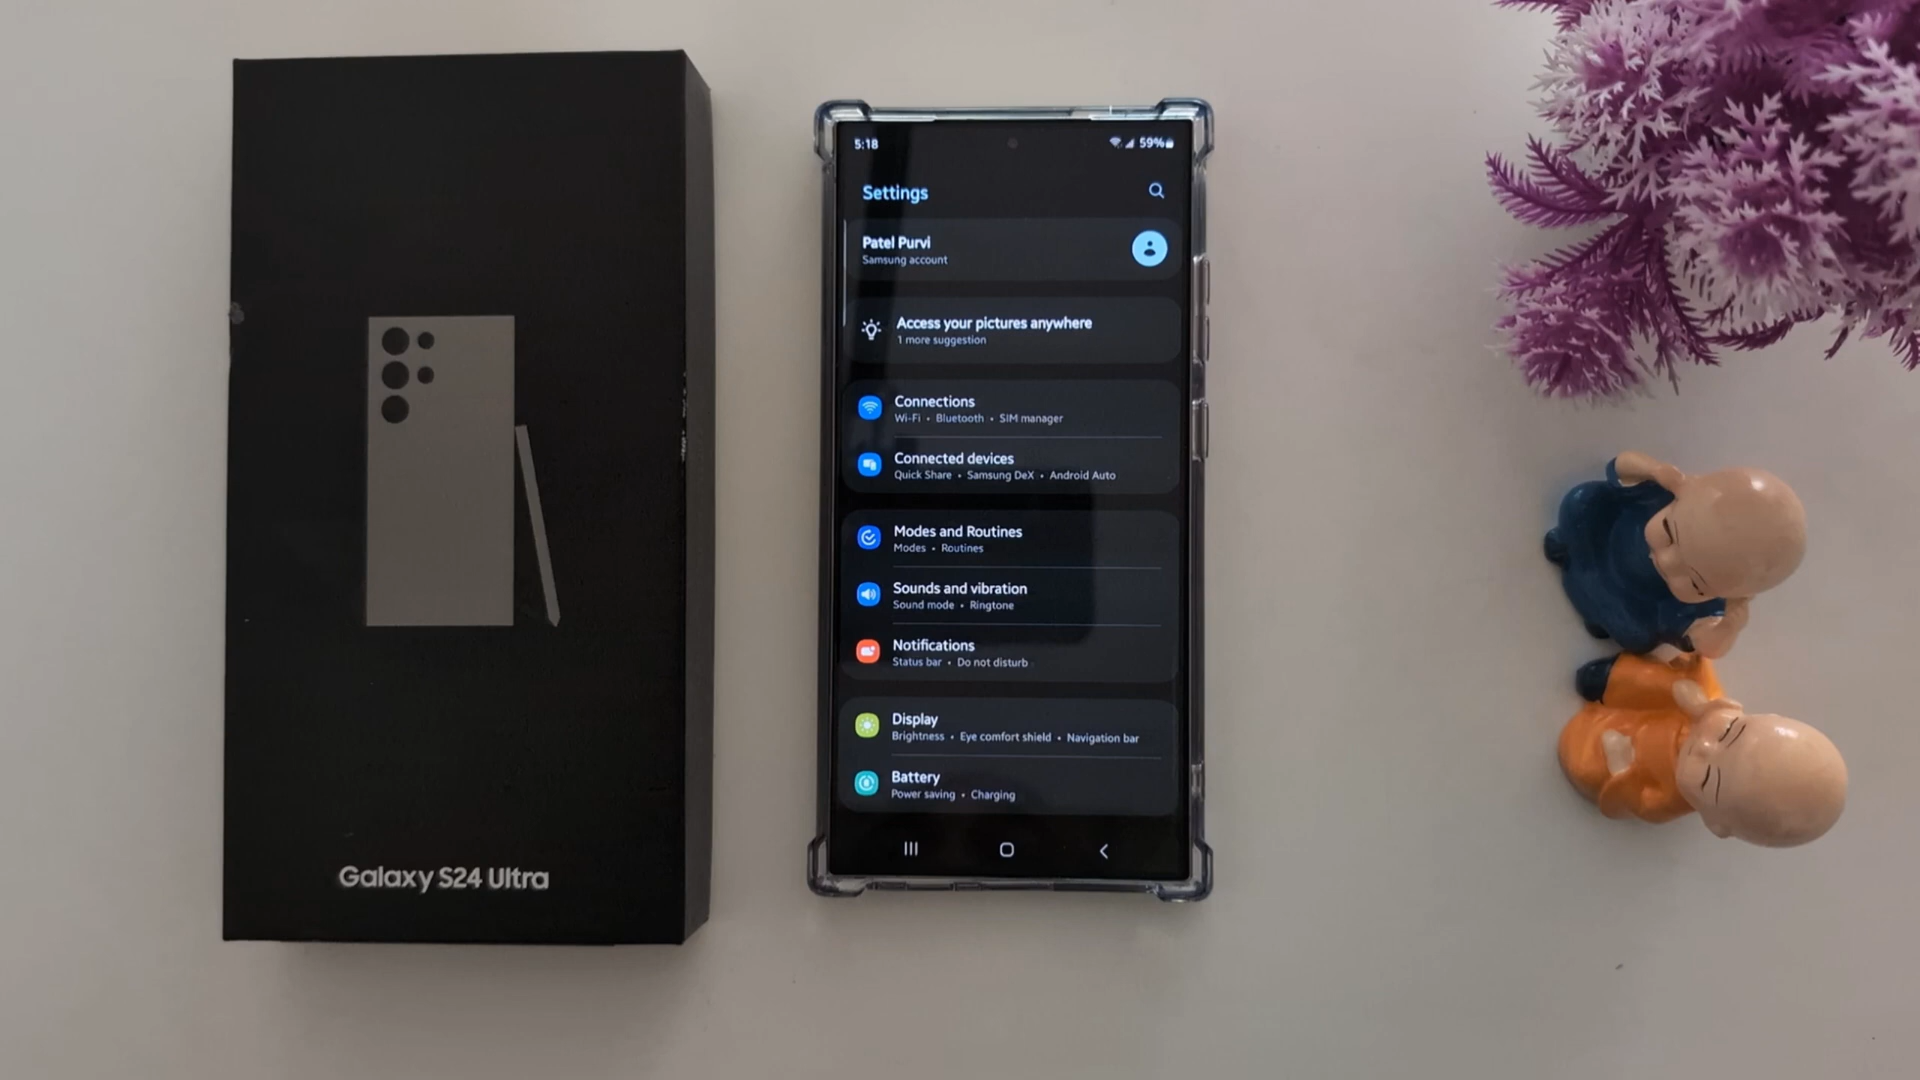 Galaxy S24 Ultra
5:18
59%
Settings
Patel Purvi
Samsung account
Access your pictures anywhere
1 more suggestion
Connections
Wi-Fi • Bluetooth • SIM manager
Connected devices
Quick Share • Samsung DeX • Android Auto
Modes and Routines
Modes • Routines
Sounds and vibration
Sound mode • Ringtone
Notifications
Status bar • Do not disturb
Display
Brightness • Eye comfort shield • Navigation bar
Battery
Power saving • Charging